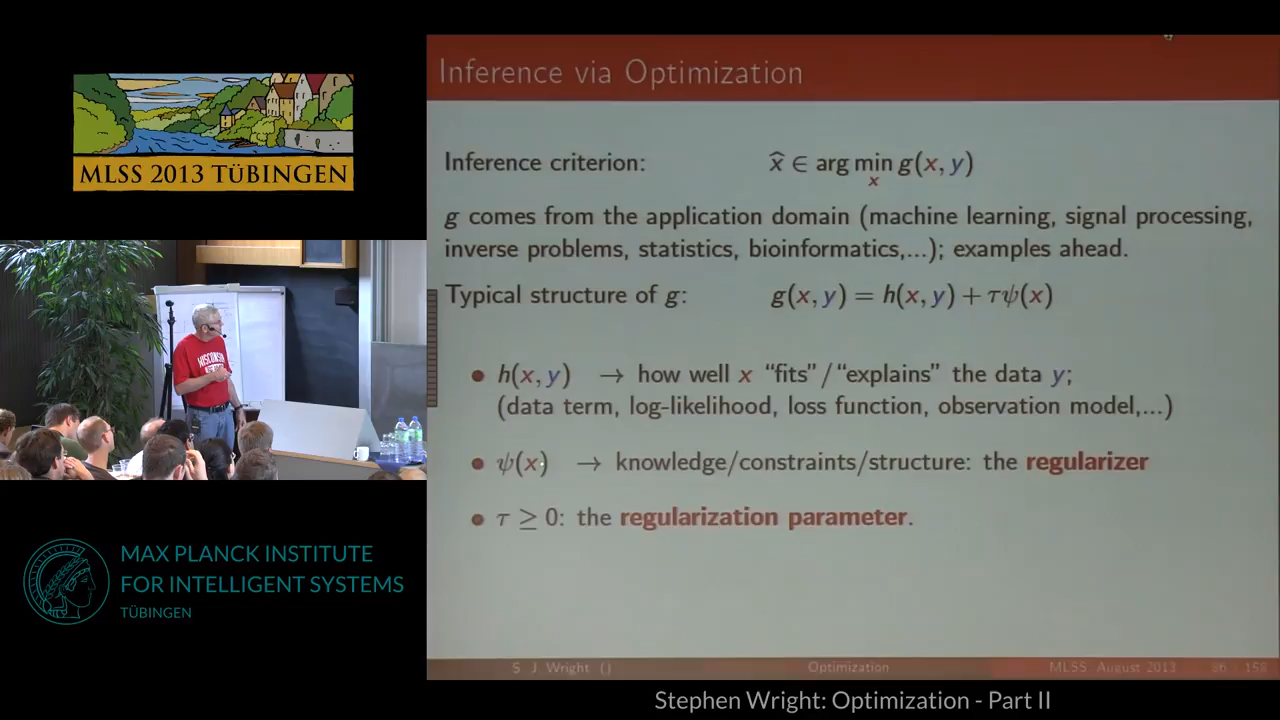 MLSS 2013 TÜBINGEN
WISCONSIN
MAX PLANCK INSTITUTE
FOR INTELLIGENT SYSTEMS
TÜBINGEN
Inference via Optimization
Inference criterion: x̂ ∈ arg min g(x, y)
x
g comes from the application domain (machine learning, signal processing,
inverse problems, statistics, bioinformatics,...); examples ahead.
Typical structure of g: g(x, y) = h(x, y) + τψ(x)
• h(x, y) → how well x “fits”/“explains” the data y;
(data term, log-likelihood, loss function, observation model,...)
• ψ(x) → knowledge/constraints/structure: the regularizer
• τ ≥ 0: the regularization parameter.
S J Wright () Optimization MLSS, August 2013 86 / 158
Stephen Wright: Optimization - Part II